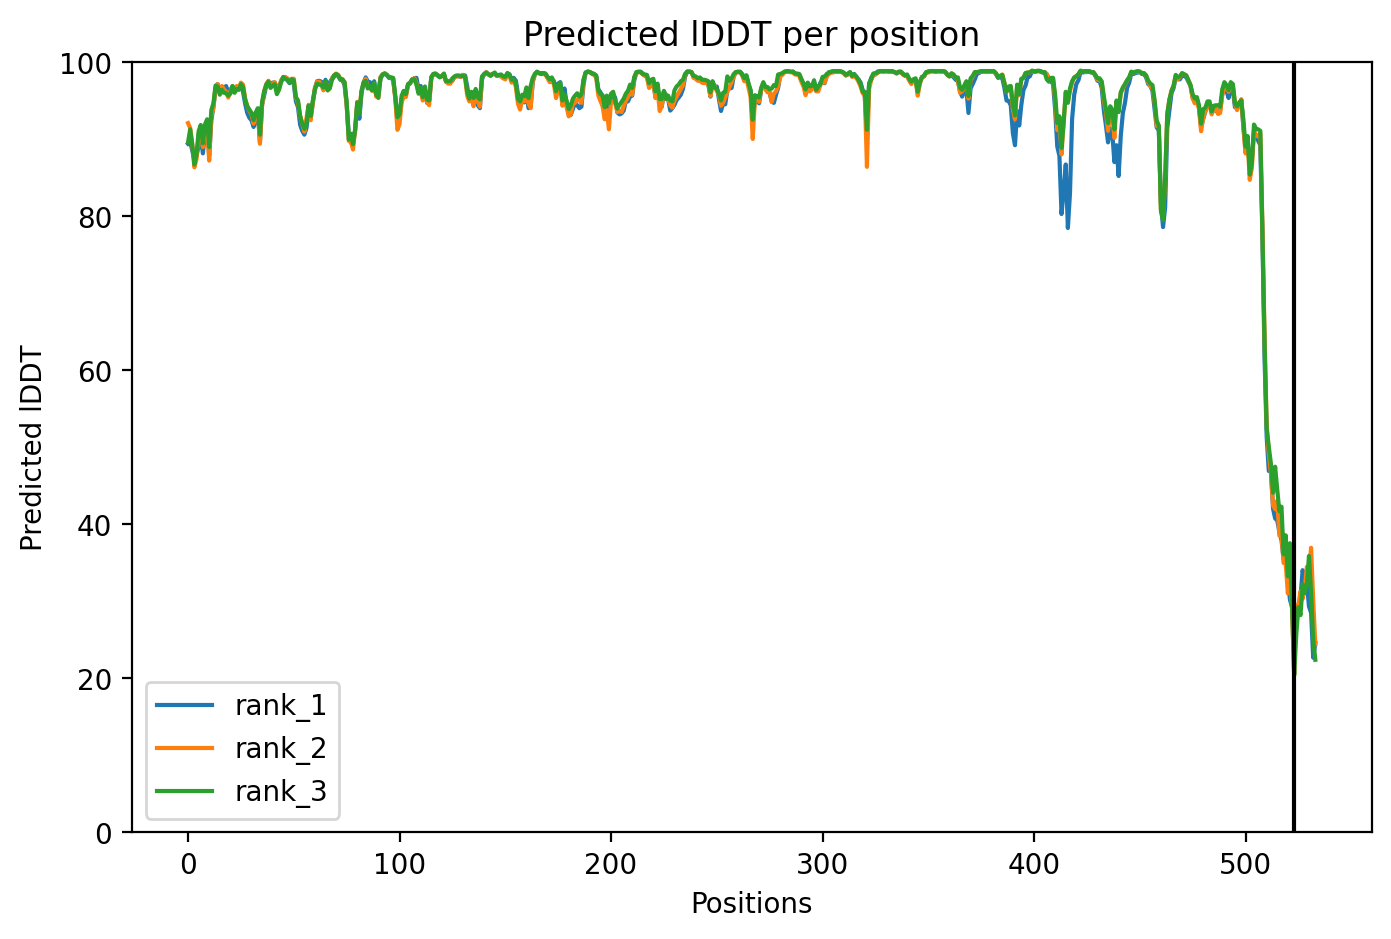 Predicted lDDT per position
Predicted lDDT
100
80
60
40
20
0
rank_1
rank_2
rank_3
0 100 200 300 400 500
Positions